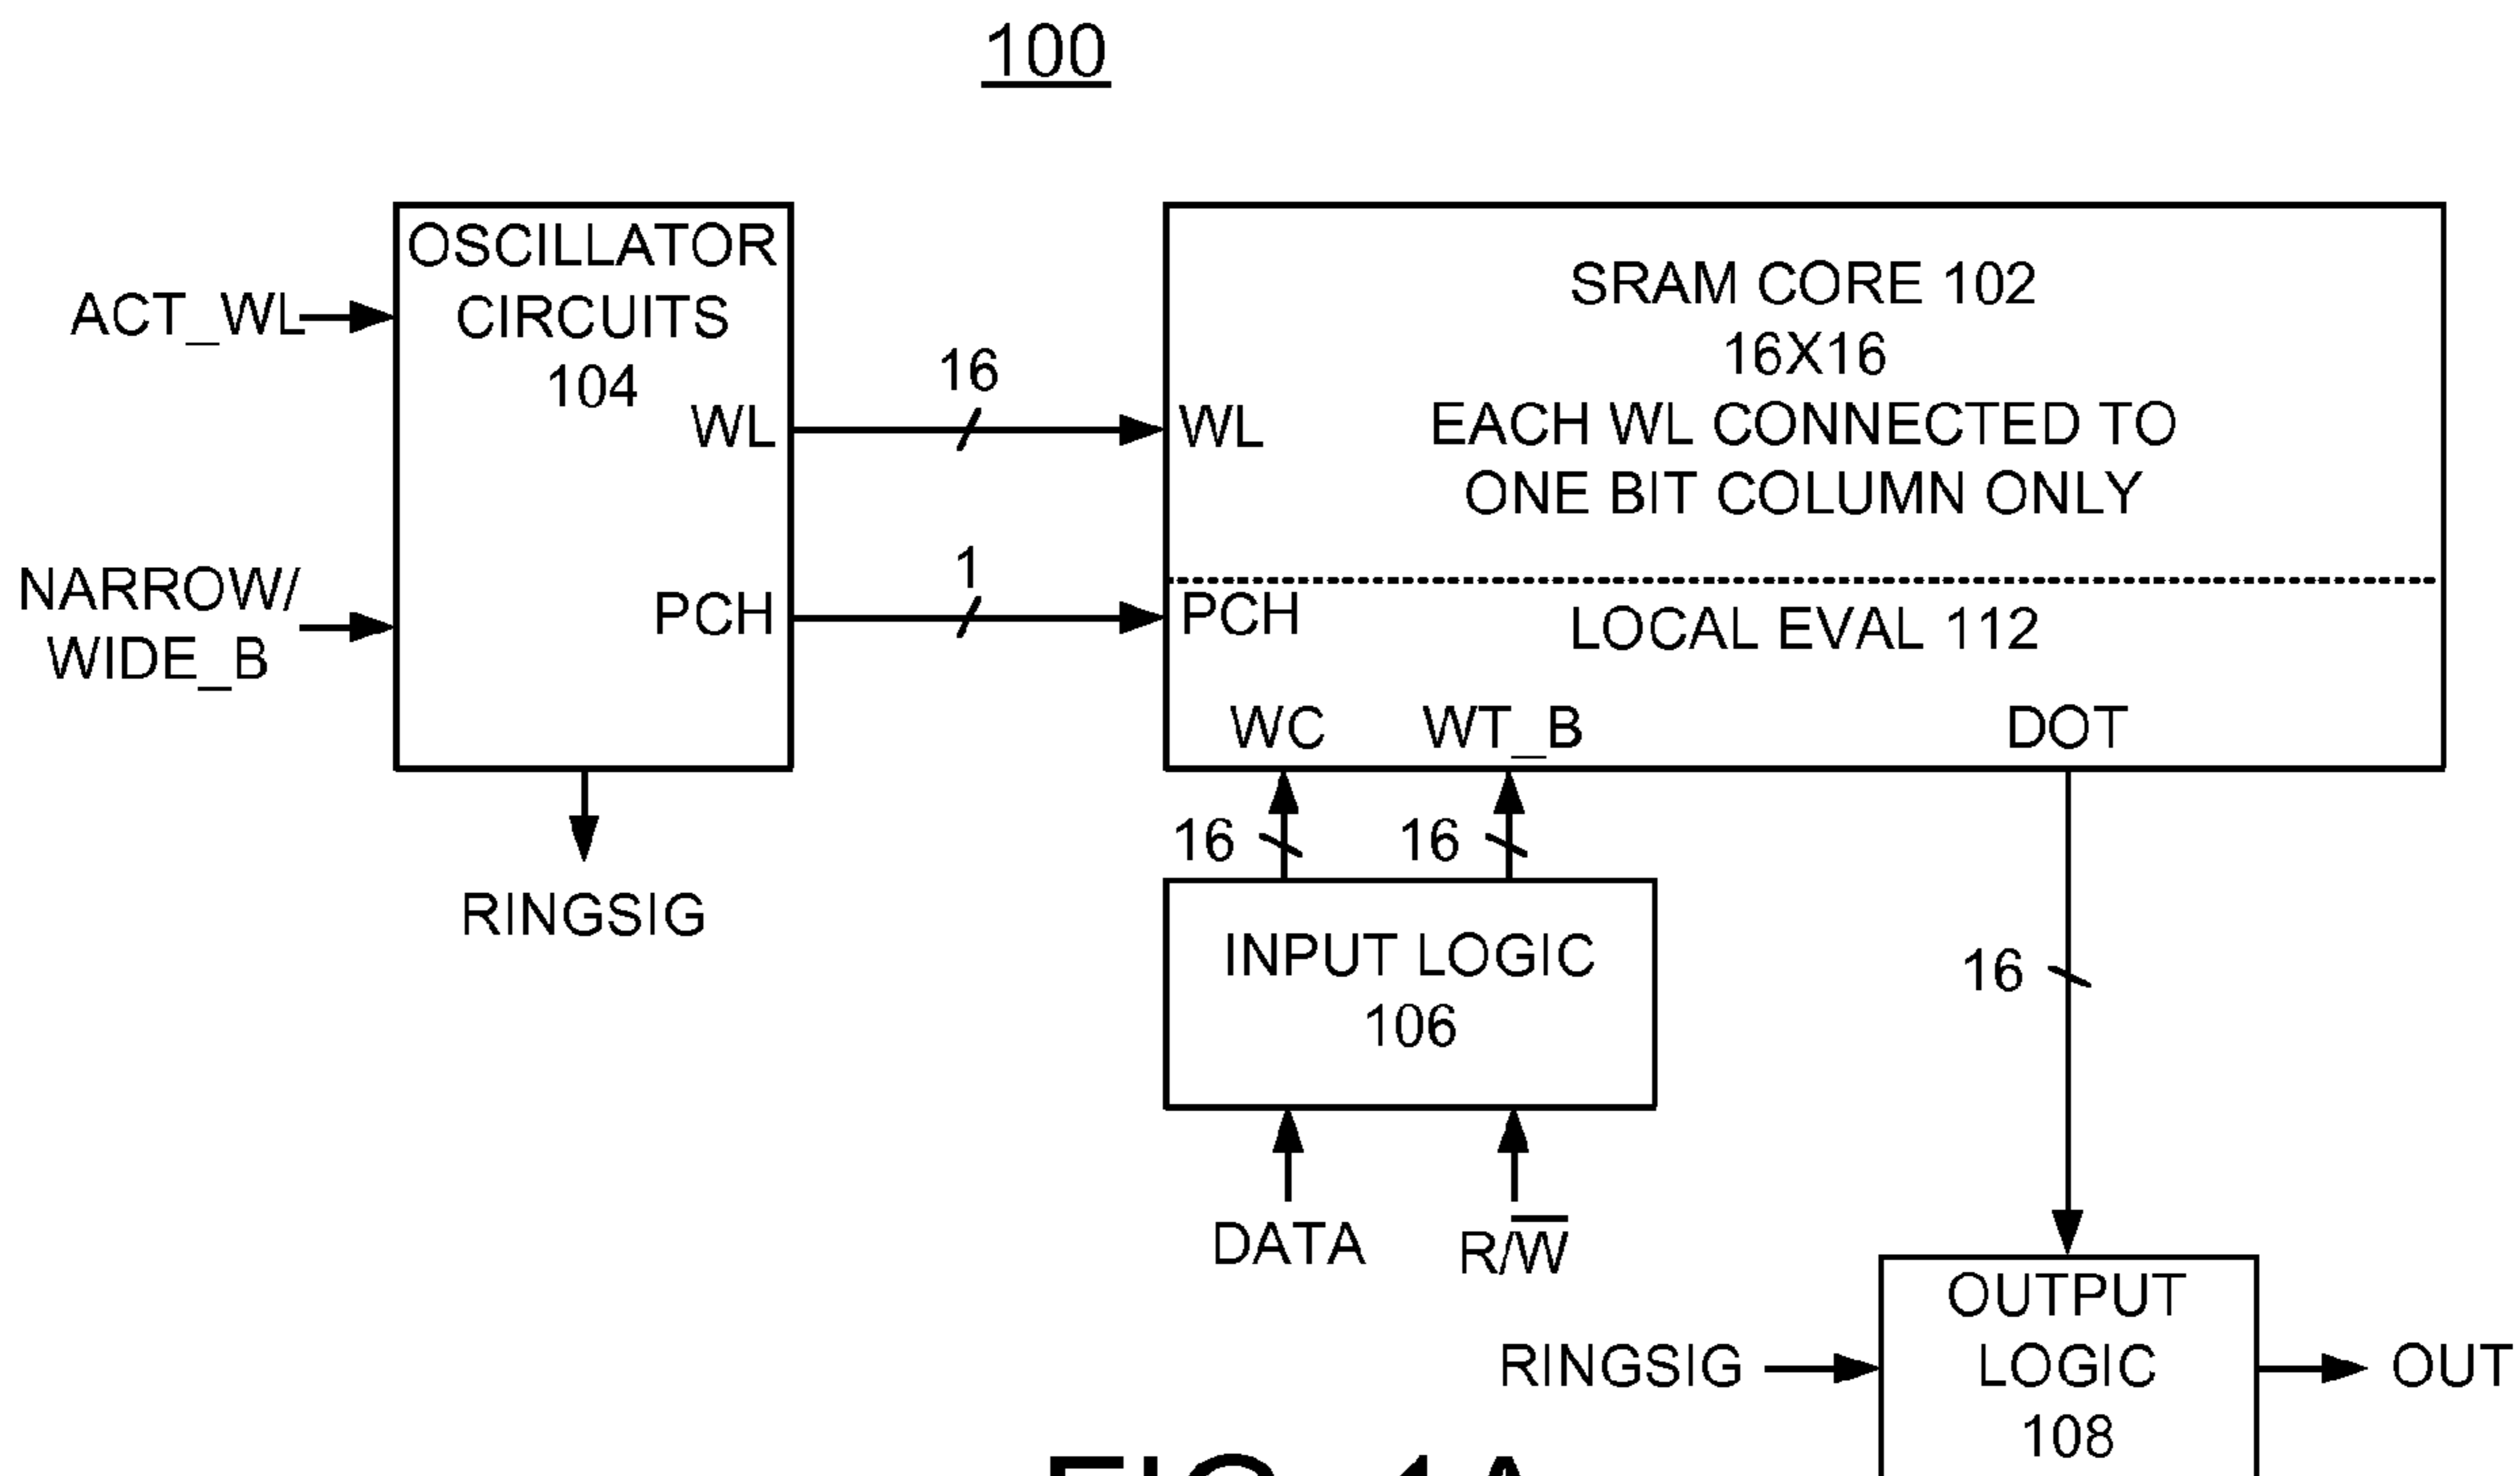 100
OSCILLATOR
CIRCUITS
104
ACT_WL
NARROW/
WIDE_B
WL
PCH
16
1
RINGSIG
SRAM CORE 102
16X16
EACH WL CONNECTED TO
ONE BIT COLUMN ONLY
WL
PCH
LOCAL EVAL 112
WC WT_B DOT
16 16
INPUT LOGIC
106
DATA R/W̅
16
OUTPUT
LOGIC
108
RINGSIG
OUT
FIG. 1A